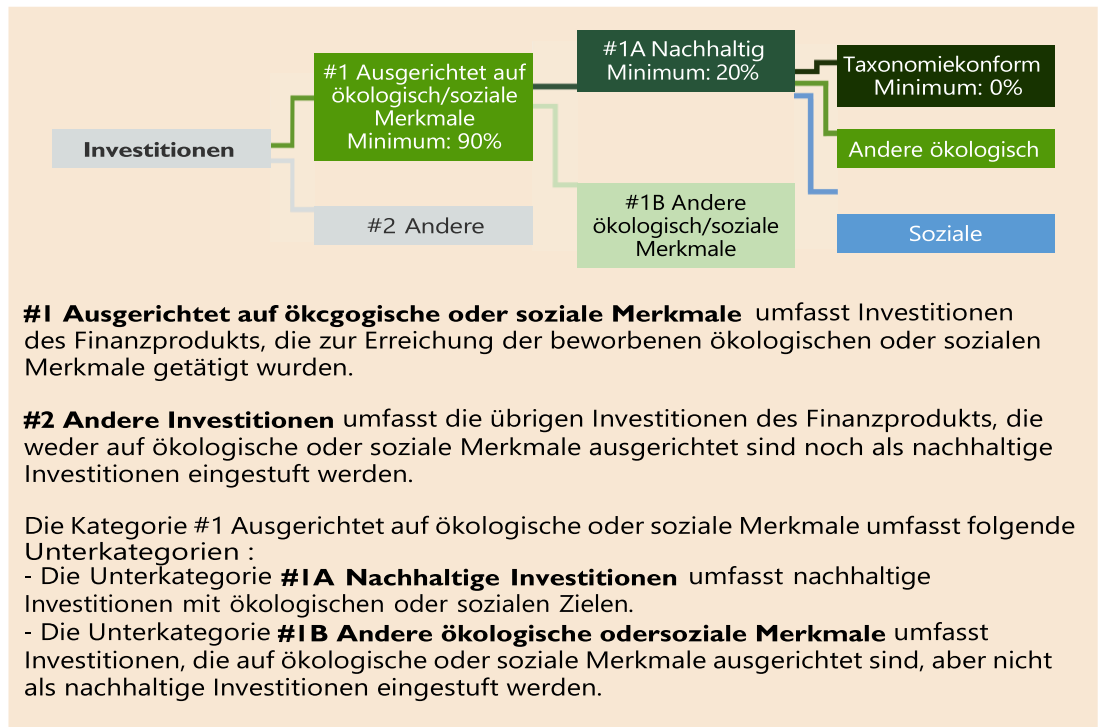 #1 Ausgerichtet auf
ökologisch/soziale
Merkmale
Minimum: 90%
#1A Nachhaltig
Minimum: 20%
Taxonomiekonform
Minimum: 0%
Investitionen
Andere ökologisch
#2 Andere
#1B Andere
ökologisch/soziale
Merkmale
Soziale
#1 Ausgerichtet auf ökcgogische oder soziale Merkmale umfasst Investitionen
des Finanzprodukts, die zur Erreichung der beworbenen ökologischen oder sozialen
Merkmale getätigt wurden.
#2 Andere Investitionen umfasst die übrigen Investitionen des Finanzprodukts, die
weder auf ökologische oder soziale Merkmale ausgerichtet sind noch als nachhaltige
Investitionen eingestuft werden.
Die Kategorie #1 Ausgerichtet auf ökologische oder soziale Merkmale umfasst folgende
Unterkategorien :
- Die Unterkategorie #1A Nachhaltige Investitionen umfasst nachhaltige
Investitionen mit ökologischen oder sozialen Zielen.
- Die Unterkategorie #1B Andere ökologische odersoziale Merkmale umfasst
Investitionen, die auf ökologische oder soziale Merkmale ausgerichtet sind, aber nicht
als nachhaltige Investitionen eingestuft werden.